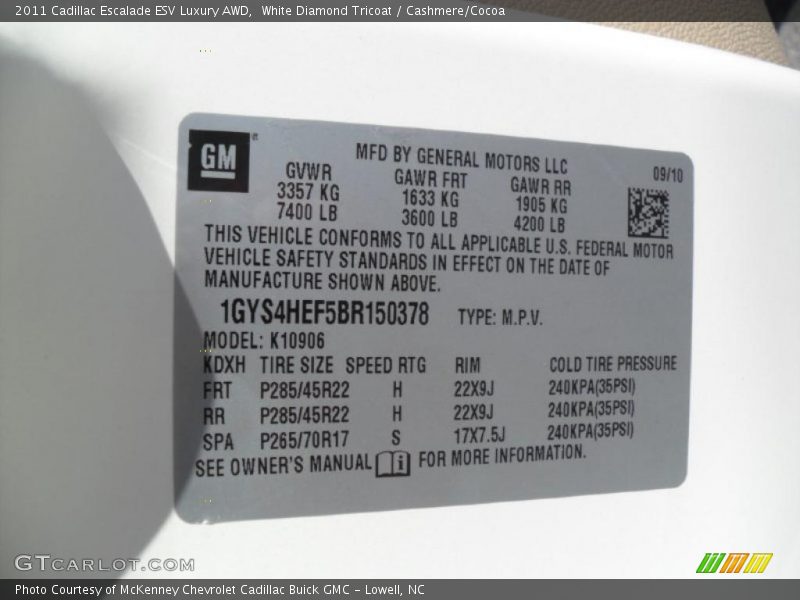 2011 Cadillac Escalade ESV Luxury AWD,  White Diamond Tricoat / Cashmere/Cocoa
GM
MFD BY GENERAL MOTORS LLC 09/10
GVWR GAWR FRT GAWR RR
3357 KG 1633 KG 1905 KG
7400 LB 3600 LB 4200 LB
THIS VEHICLE CONFORMS TO ALL APPLICABLE U.S. FEDERAL MOTOR
VEHICLE SAFETY STANDARDS IN EFFECT ON THE DATE OF
MANUFACTURE SHOWN ABOVE.
1GYS4HEF5BR150378 TYPE: M.P.V.
MODEL: K10906
KDXH TIRE SIZE SPEED RTG RIM COLD TIRE PRESSURE
FRT P285/45R22 H 22X9J 240KPA(35PSI)
RR P285/45R22 H 22X9J 240KPA(35PSI)
SPA P265/70R17 S 17X7.5J 240KPA(35PSI)
SEE OWNER'S MANUAL FOR MORE INFORMATION.
GTCARLOT.COM
Photo Courtesy of McKenney Chevrolet Cadillac Buick GMC - Lowell, NC